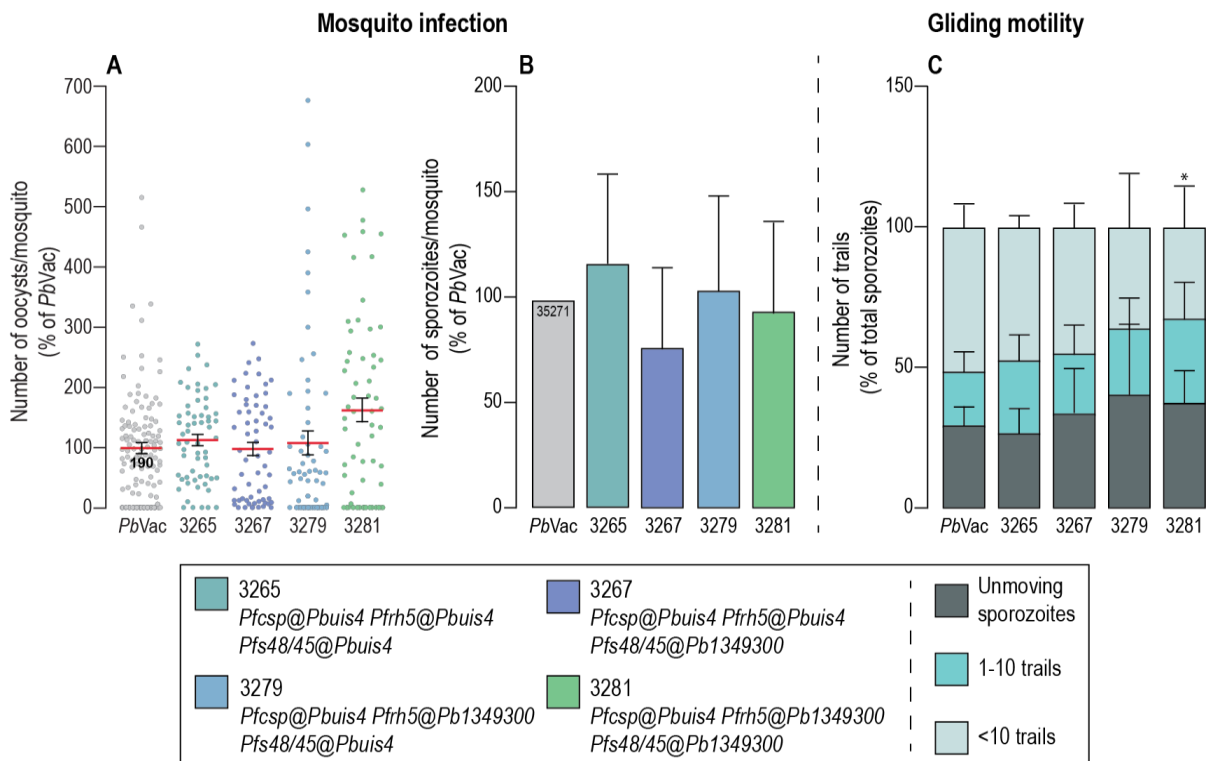 Mosquito infection
Gliding motility
A
Number of oocysts/mosquito
(% of PbVac)
700
600
500
400
300
200
100
0
190
PbVac 3265 3267 3279 3281
B
Number of sporozoites/mosquito
(% of PbVac)
200
150
100
50
0
35271
PbVac 3265 3267 3279 3281
C
Number of trails
(% of total sporozoites)
150
100
50
0
*
PbVac 3265 3267 3279 3281
3265
Pfcsp@Pbuis4 Pfrh5@Pbuis4
Pfs48/45@Pbuis4
3267
Pfcsp@Pbuis4 Pfrh5@Pbuis4
Pfs48/45@Pb1349300
3279
Pfcsp@Pbuis4 Pfrh5@Pb1349300
Pfs48/45@Pbuis4
3281
Pfcsp@Pbuis4 Pfrh5@Pb1349300
Pfs48/45@Pb1349300
Unmoving
sporozoites
1-10 trails
<10 trails